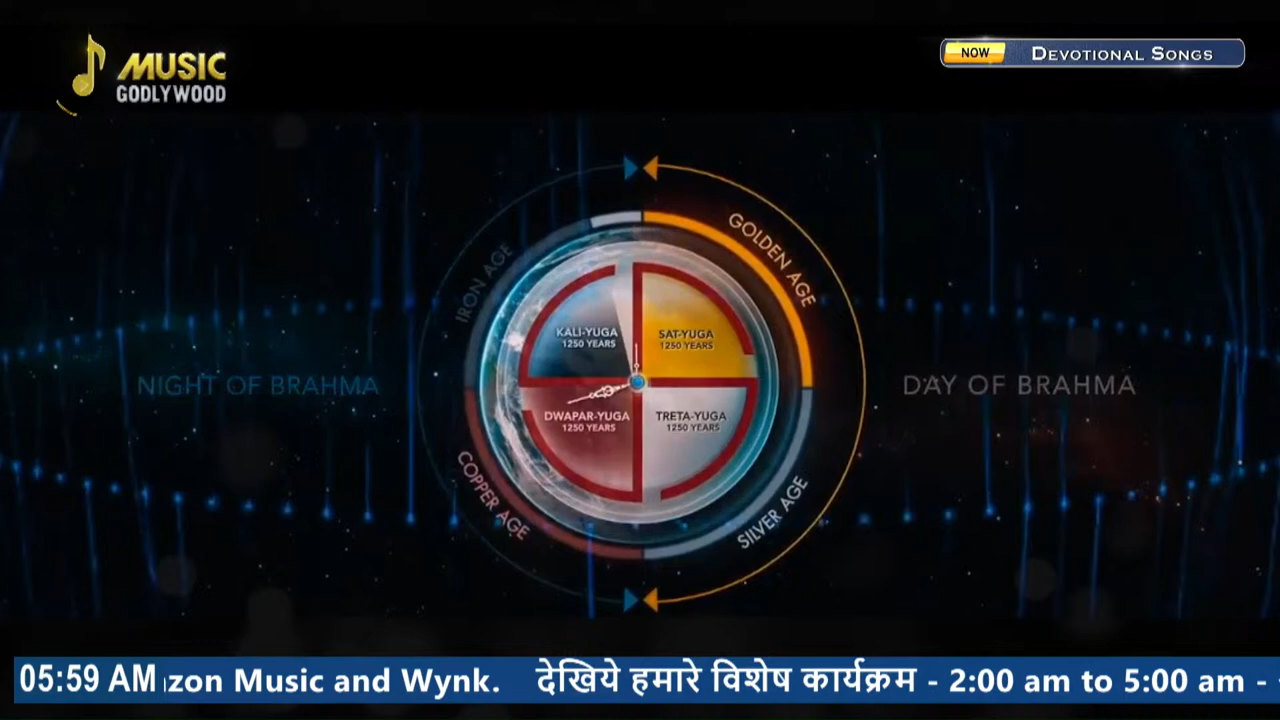 MUSIC
GODLYWOOD
NOW DEVOTIONAL SONGS
GOLDEN AGE
IRON AGE
KALI-YUGA
1250 YEARS
SAT-YUGA
1250 YEARS
NIGHT OF BRAHMA
DAY OF BRAHMA
DWAPAR-YUGA
1250 YEARS
TRETA-YUGA
1250 YEARS
COPPER AGE
SILVER AGE
05:59 AM zon Music and Wynk. देखिये हमारे विशेष कार्यक्रम - 2:00 am to 5:00 am -